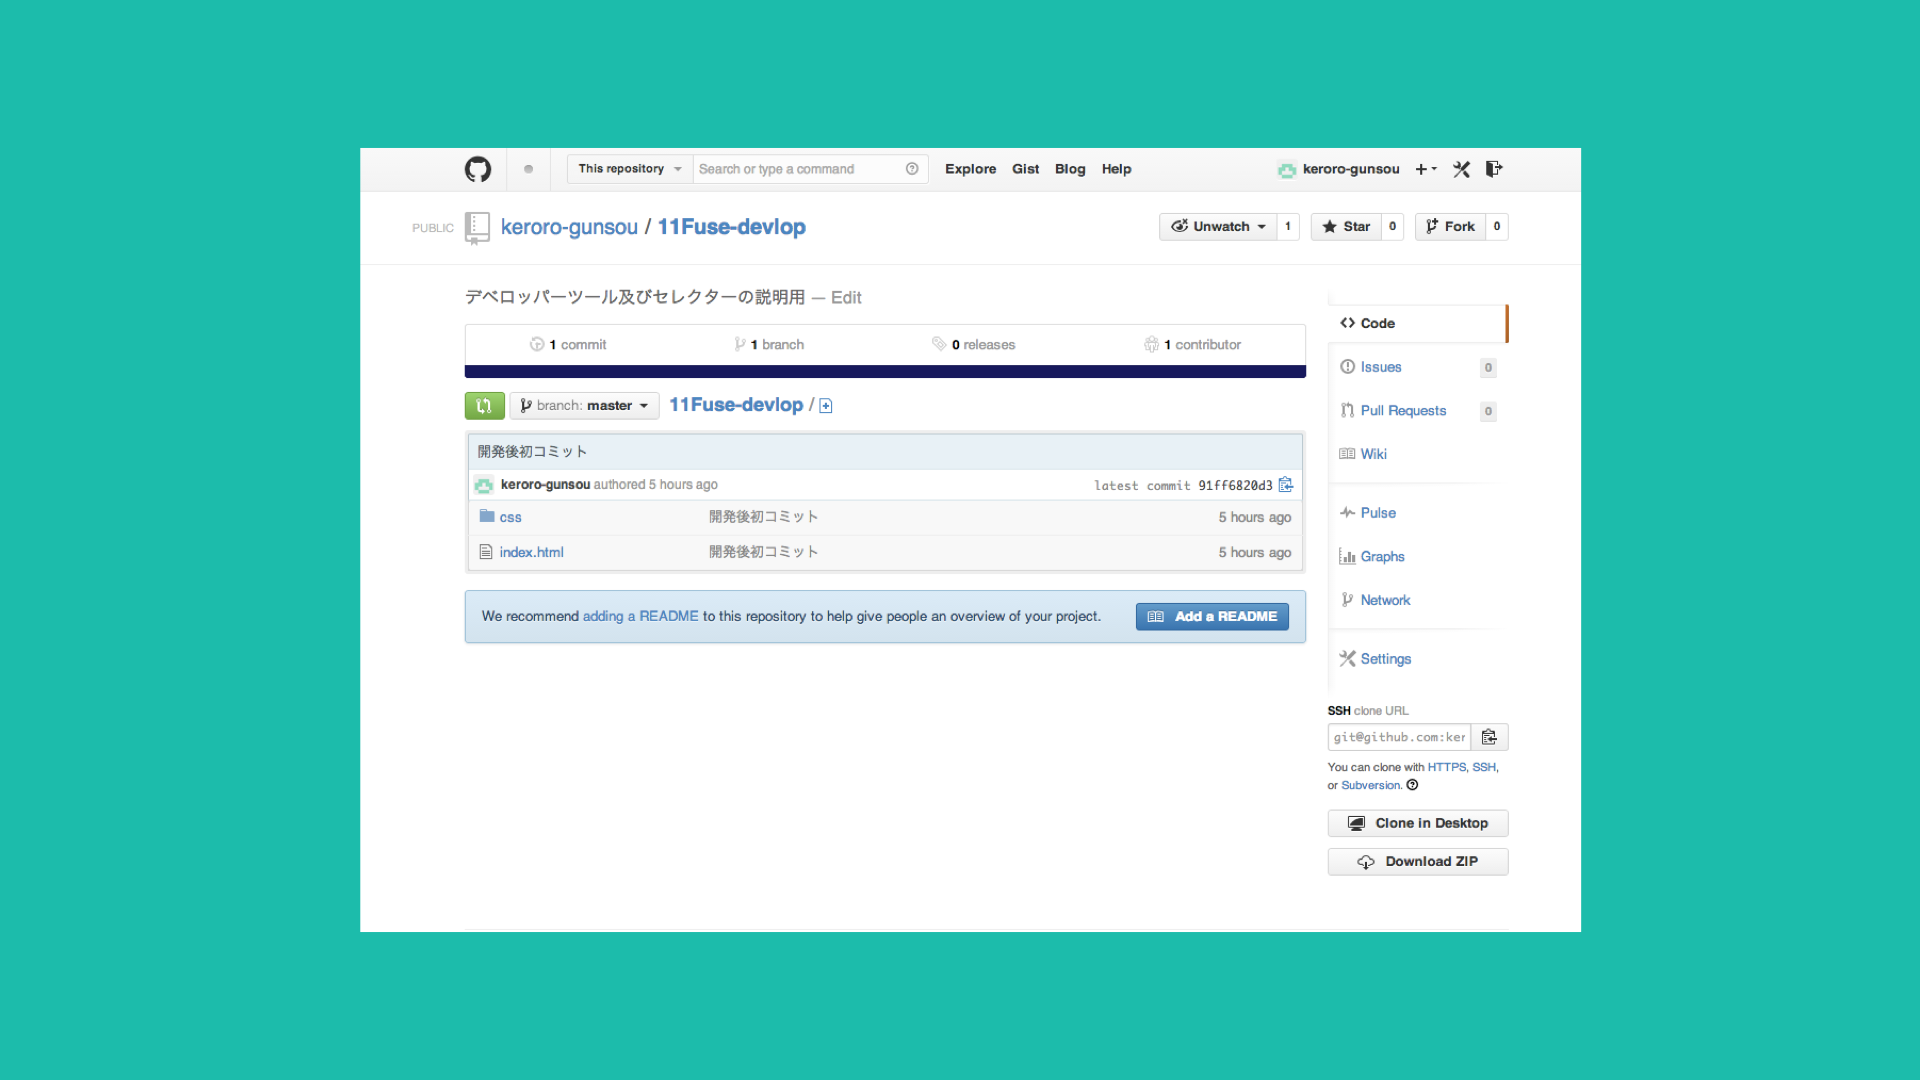 This repository
Search or type a command
Explore Gist Blog Help
keroro-gunsou
PUBLIC
keroro-gunsou / 11Fuse-devlop
Unwatch 1
Star 0
Fork 0
デベロッパーツール及びセレクターの説明用 — Edit
1 commit
1 branch
0 releases
1 contributor
branch: master
11Fuse-devlop /
開発後初コミット
keroro-gunsou authored 5 hours ago
latest commit 91ff6820d3
css 開発後初コミット 5 hours ago
index.html 開発後初コミット 5 hours ago
We recommend adding a README to this repository to help give people an overview of your project.
Add a README
Code
Issues 0
Pull Requests 0
Wiki
Pulse
Graphs
Network
Settings
SSH clone URL
git@github.com:ker
You can clone with HTTPS, SSH,
or Subversion.
Clone in Desktop
Download ZIP